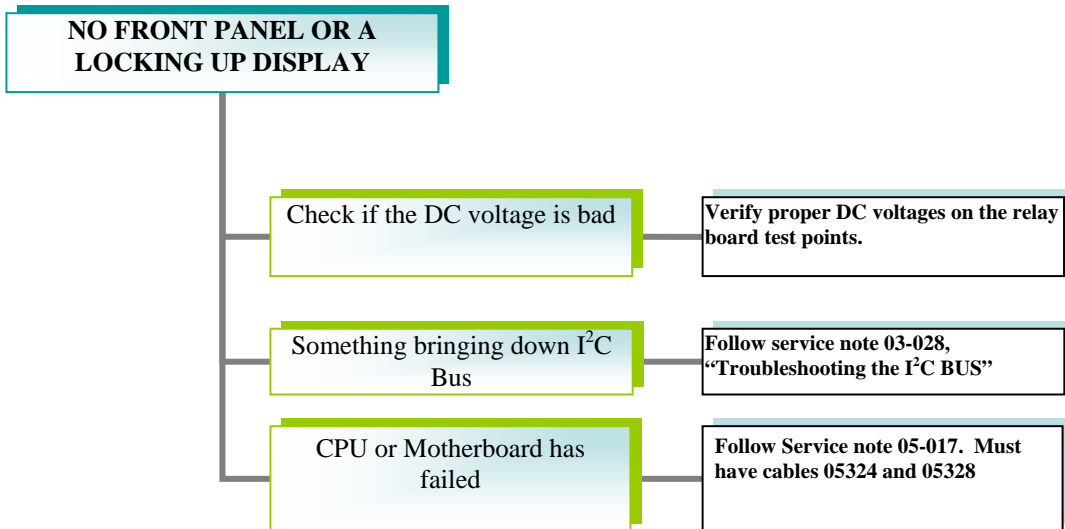 NO FRONT PANEL OR A
LOCKING UP DISPLAY
Check if the DC voltage is bad
Verify proper DC voltages on the relay
board test points.
Something bringing down I²C
Bus
Follow service note 03-028,
“Troubleshooting the I²C BUS”
CPU or Motherboard has
failed
Follow Service note 05-017.  Must
have cables 05324 and 05328